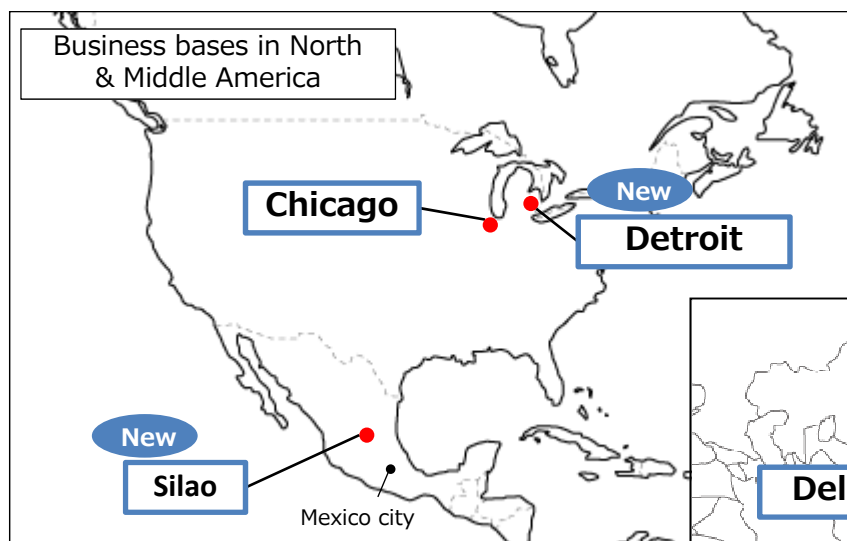 Business bases in North
& Middle America
New
Chicago
Detroit
New
Silao
Mexico city
Del